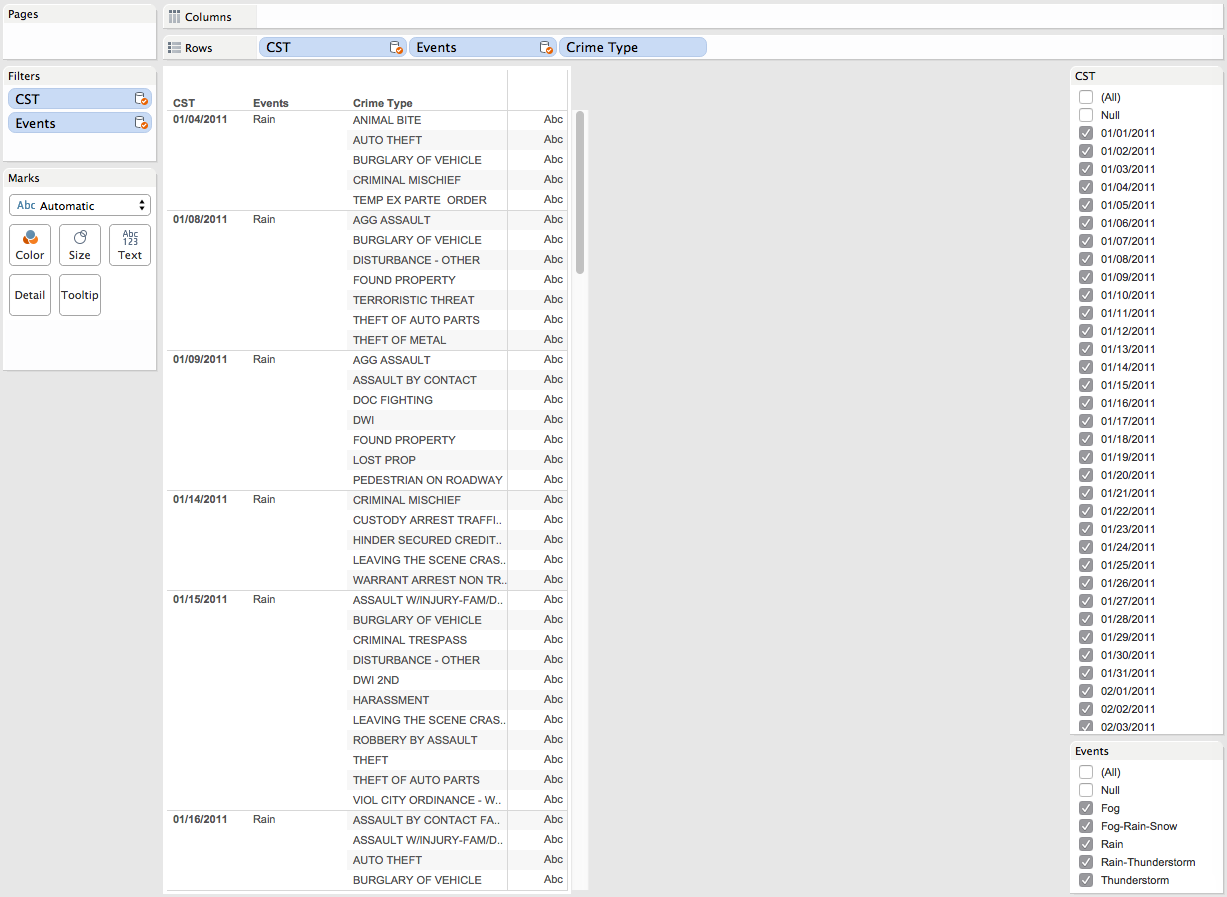 Pages
Columns
Rows CST Events Crime Type
Filters
CST
Events
Marks
Abc Automatic
Color Size Abc 123 Text
Detail Tooltip
CST Events Crime Type
01/04/2011 Rain ANIMAL BITE Abc
AUTO THEFT Abc
BURGLARY OF VEHICLE Abc
CRIMINAL MISCHIEF Abc
TEMP EX PARTE ORDER Abc
01/08/2011 Rain AGG ASSAULT Abc
BURGLARY OF VEHICLE Abc
DISTURBANCE - OTHER Abc
FOUND PROPERTY Abc
TERRORISTIC THREAT Abc
THEFT OF AUTO PARTS Abc
THEFT OF METAL Abc
01/09/2011 Rain AGG ASSAULT Abc
ASSAULT BY CONTACT Abc
DOC FIGHTING Abc
DWI Abc
FOUND PROPERTY Abc
LOST PROP Abc
PEDESTRIAN ON ROADWAY Abc
01/14/2011 Rain CRIMINAL MISCHIEF Abc
CUSTODY ARREST TRAFFI.. Abc
HINDER SECURED CREDIT.. Abc
LEAVING THE SCENE CRAS.. Abc
WARRANT ARREST NON TR.. Abc
01/15/2011 Rain ASSAULT W/INJURY-FAM/D.. Abc
BURGLARY OF VEHICLE Abc
CRIMINAL TRESPASS Abc
DISTURBANCE - OTHER Abc
DWI 2ND Abc
HARASSMENT Abc
LEAVING THE SCENE CRAS.. Abc
ROBBERY BY ASSAULT Abc
THEFT Abc
THEFT OF AUTO PARTS Abc
VIOL CITY ORDINANCE - W.. Abc
01/16/2011 Rain ASSAULT BY CONTACT FA.. Abc
ASSAULT W/INJURY-FAM/D.. Abc
AUTO THEFT Abc
BURGLARY OF VEHICLE Abc
CST
(All)
Null
01/01/2011
01/02/2011
01/03/2011
01/04/2011
01/05/2011
01/06/2011
01/07/2011
01/08/2011
01/09/2011
01/10/2011
01/11/2011
01/12/2011
01/13/2011
01/14/2011
01/15/2011
01/16/2011
01/17/2011
01/18/2011
01/19/2011
01/20/2011
01/21/2011
01/22/2011
01/23/2011
01/24/2011
01/25/2011
01/26/2011
01/27/2011
01/28/2011
01/29/2011
01/30/2011
01/31/2011
02/01/2011
02/02/2011
02/03/2011
Events
(All)
Null
Fog
Fog-Rain-Snow
Rain
Rain-Thunderstorm
Thunderstorm